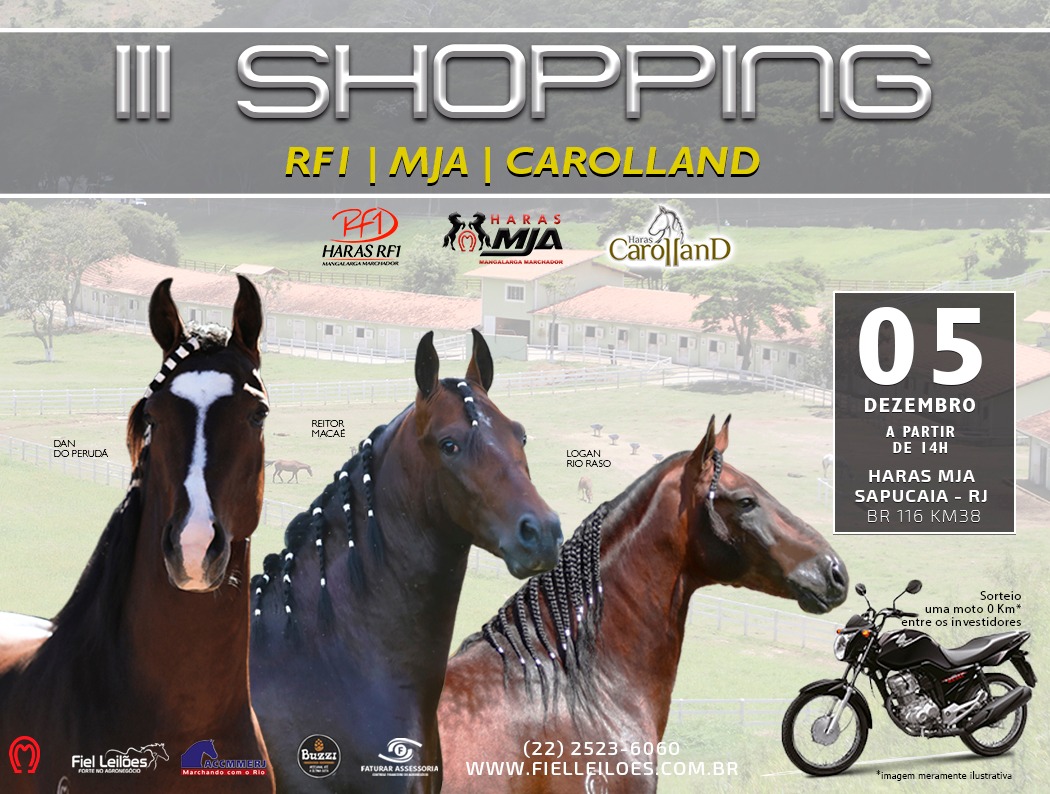 III SHOPPING
RF1 | MJA | CAROLLAND
RF1
HARAS RF1
MANGALARGA MARCHADOR
HARAS
MJA
MANGALARGA MARCHADOR
Haras
Carolland
05
DEZEMBRO
A PARTIR
DE 14H
HARAS MJA
SAPUCAIA - RJ
BR 116 KM38
DAN
DO PERUDÁ
REITOR
MACAÉ
LOGAN
RIO RASO
Sorteio
uma moto 0 Km*
entre os investidores
Fiel Leilões
FORTE NO AGRONEGÓCIO
ACCMMERJ
Marchando com o Rio
Buzzi
FATURAR ASSESSORIA
(22) 2523-6060
WWW.FIELLEILOES.COM.BR
*imagem meramente ilustrativa